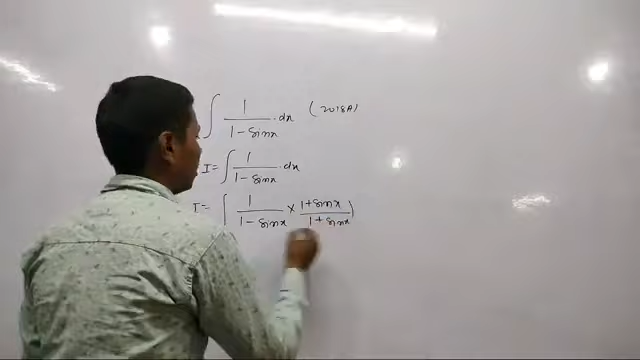 ∫ 1/(1 - sinx) .dx (2018A)
I = ∫ 1/(1 - sinx) .dx
I = ∫ 1/(1 - sinx) × (1 + sinx)/(1 + sinx)